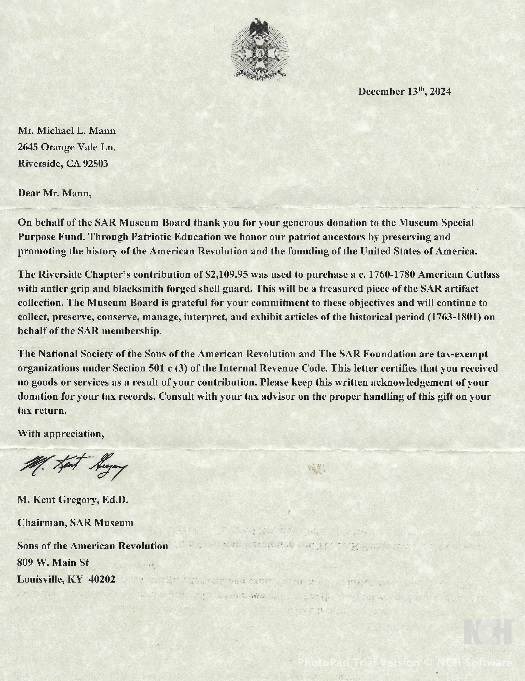 December 13th, 2024
Mr. Michael L. Mann
2645 Orange Vale Ln.
Riverside, CA 92503
Dear Mr. Mann,
On behalf of the SAR Museum Board thank you for your generous donation to the Museum Special
Purpose Fund. Through Patriotic Education we honor our patriot ancestors by preserving and
promoting the history of the American Revolution and the founding of the United States of America.
The Riverside Chapter's contribution of $2,109.95 was used to purchase a c. 1760-1780 American Cutlass
with antler grip and blacksmith forged shell guard. This will be a treasured piece of the SAR artifact
collection. The Museum Board is grateful for your commitment to these objectives and will continue to
collect, preserve, conserve, manage, interpret, and exhibit articles of the historical period (1763-1801) on
behalf of the SAR membership.
The National Society of the Sons of the American Revolution and The SAR Foundation are tax-exempt
organizations under Section 501 c (3) of the Internal Revenue Code. This letter certifies that you received
no goods or services as a result of your contribution. Please keep this written acknowledgement of your
donation for your tax records. Consult with your tax advisor on the proper handling of this gift on your
tax return.
With appreciation,
M. Kent Gregory
M. Kent Gregory, Ed.D.
Chairman, SAR Museum
Sons of the American Revolution
809 W. Main St
Louisville, KY 40202
NCH
PhotoPad Trial Version © NCH Software